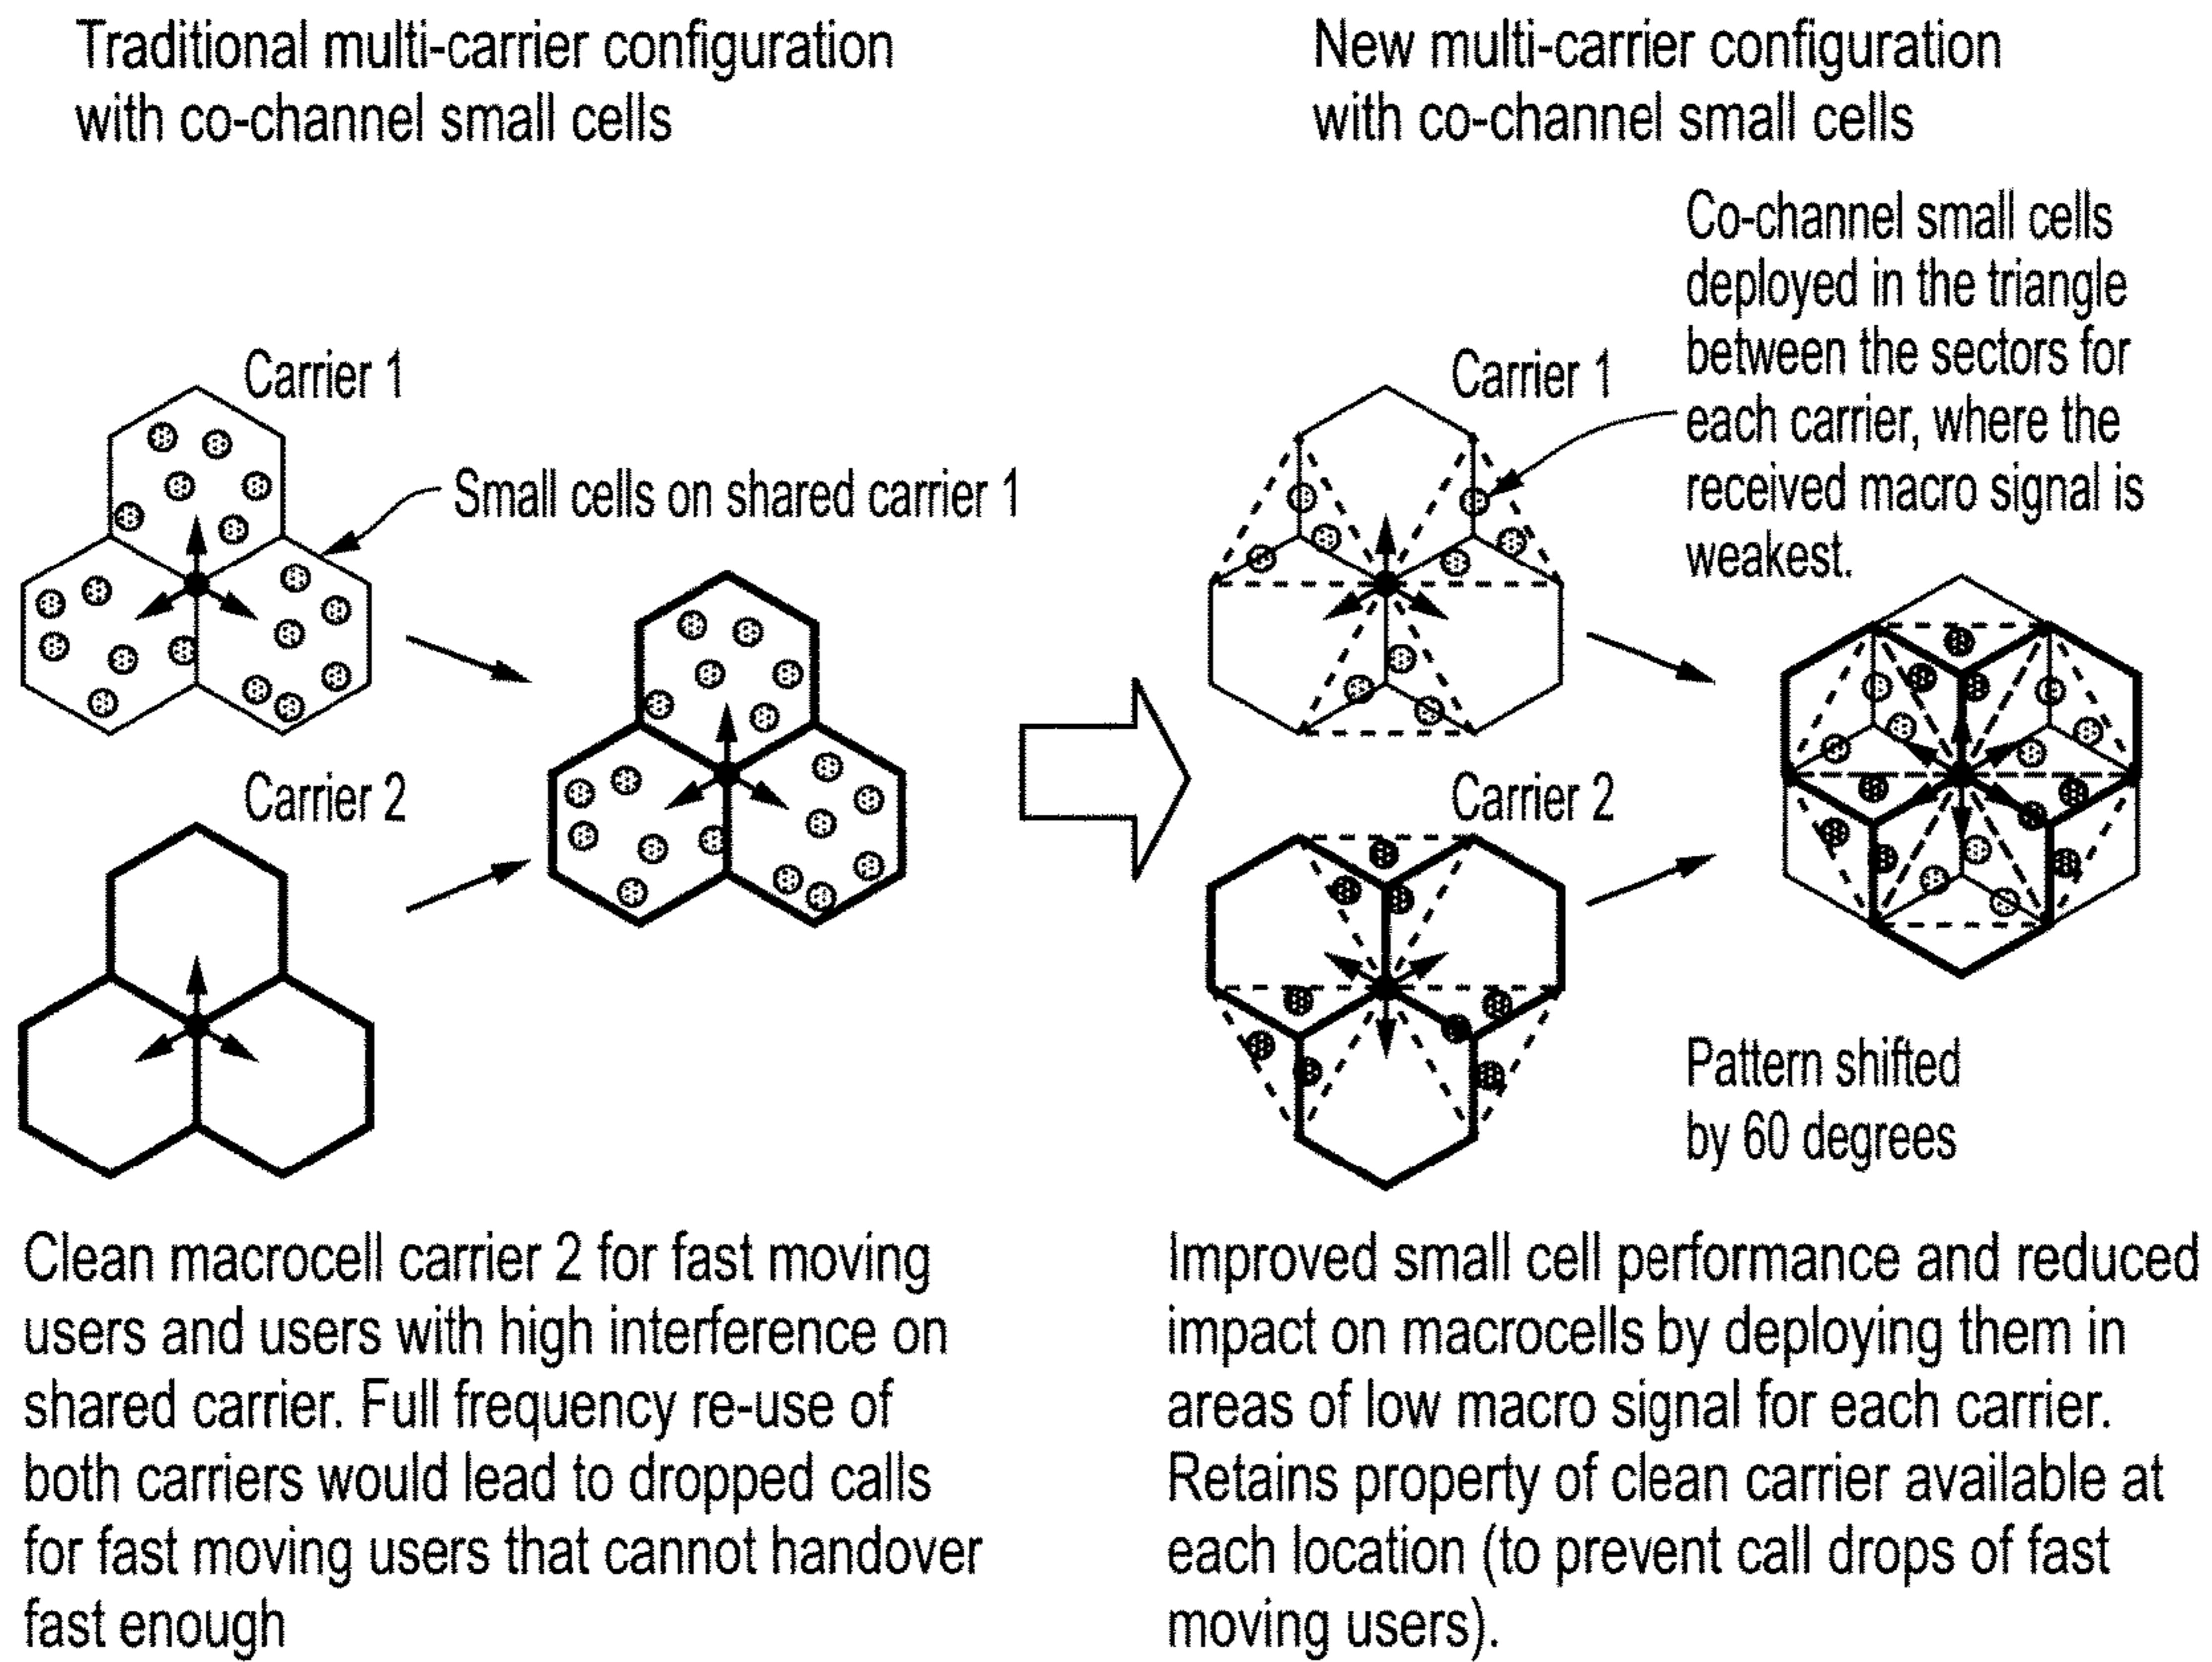 Traditional multi-carrier configuration
with co-channel small cells
Carrier 1
Small cells on shared carrier 1
Carrier 2
Clean macrocell carrier 2 for fast moving
users and users with high interference on
shared carrier. Full frequency re-use of
both carriers would lead to dropped calls
for fast moving users that cannot handover
fast enough
New multi-carrier configuration
with co-channel small cells
Co-channel small cells
deployed in the triangle
between the sectors for
each carrier, where the
received macro signal is
weakest.
Carrier 1
Carrier 2
Pattern shifted
by 60 degrees
Improved small cell performance and reduced
impact on macrocells by deploying them in
areas of low macro signal for each carrier.
Retains property of clean carrier available at
each location (to prevent call drops of fast
moving users).